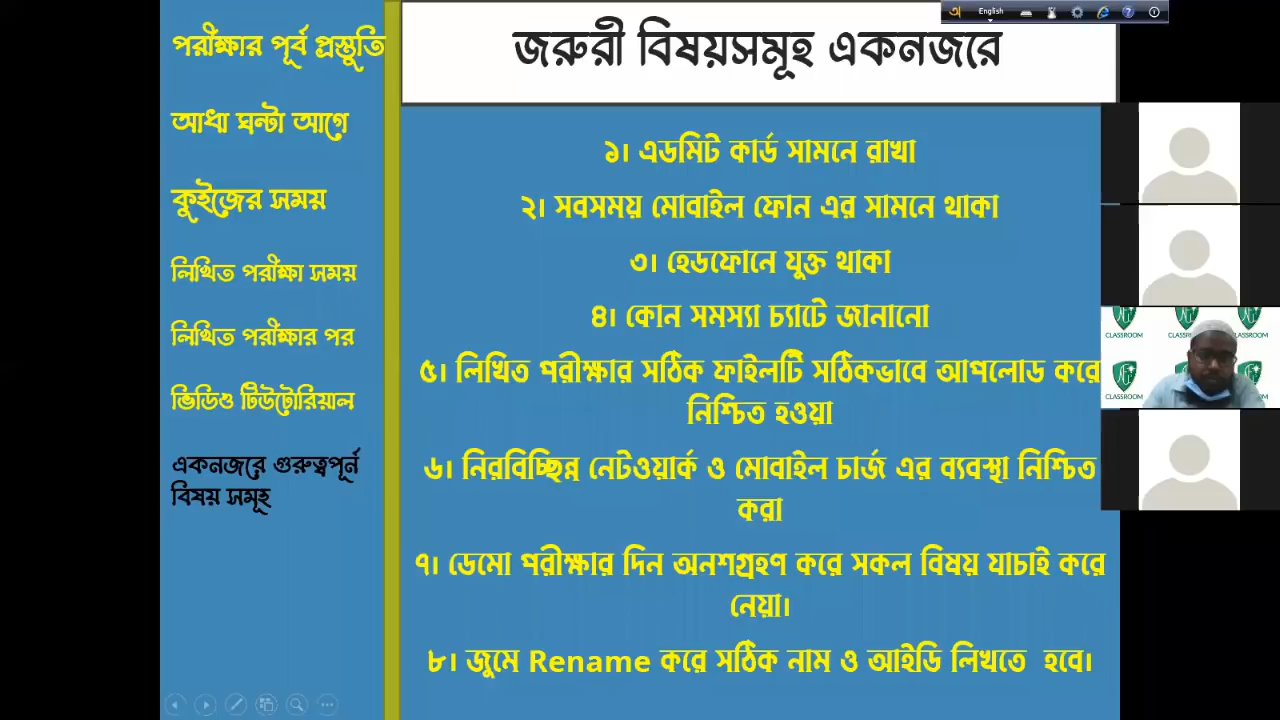 English
জরুরী বিষয়সমূহ একনজরে
পরীক্ষার পূর্ব প্রস্তুতি
আধা ঘন্টা আগে
কুইজের সময়
লিখিত পরীক্ষা সময়
লিখিত পরীক্ষার পর
ভিডিও টিউটোরিয়াল
একনজরে গুরুত্বপূর্ন
বিষয় সমূহ
১। এডমিট কার্ড সামনে রাখা
২। সবসময় মোবাইল ফোন এর সামনে থাকা
৩। হেডফোনে যুক্ত থাকা
৪। কোন সমস্যা চ্যাটে জানানো
৫। লিখিত পরীক্ষার সঠিক ফাইলটি সঠিকভাবে আপলোড করে
নিশ্চিত হওয়া
৬। নিরবিচ্ছিন্ন নেটওয়ার্ক ও মোবাইল চার্জ এর ব্যবস্থা নিশ্চিত
করা
৭। ডেমো পরীক্ষার দিন অনশগ্রহণ করে সকল বিষয় যাচাই করে
নেয়া।
৮। জুমে Rename করে সঠিক নাম ও আইডি লিখতে হবে।
CLASSROOM
CLASSROOM